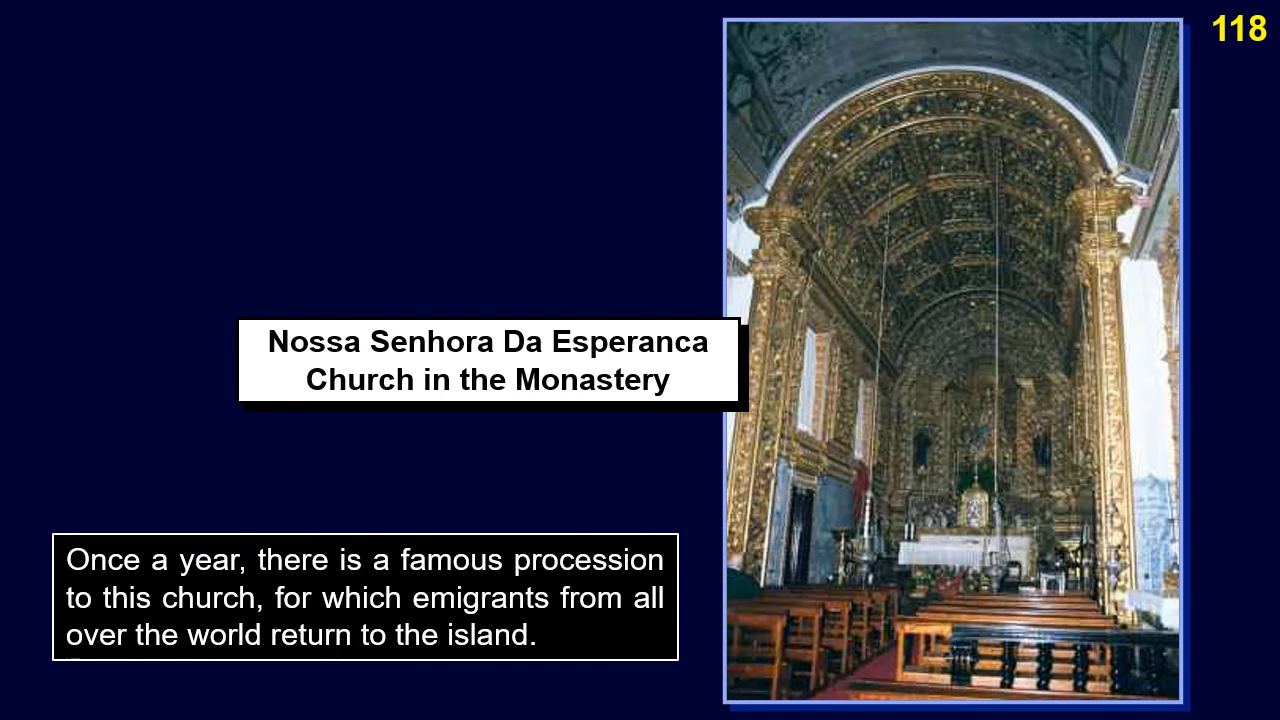 118
Nossa Senhora Da Esperanca
Church in the Monastery
Once a year, there is a famous procession
to this church, for which emigrants from all
over the world return to the island.